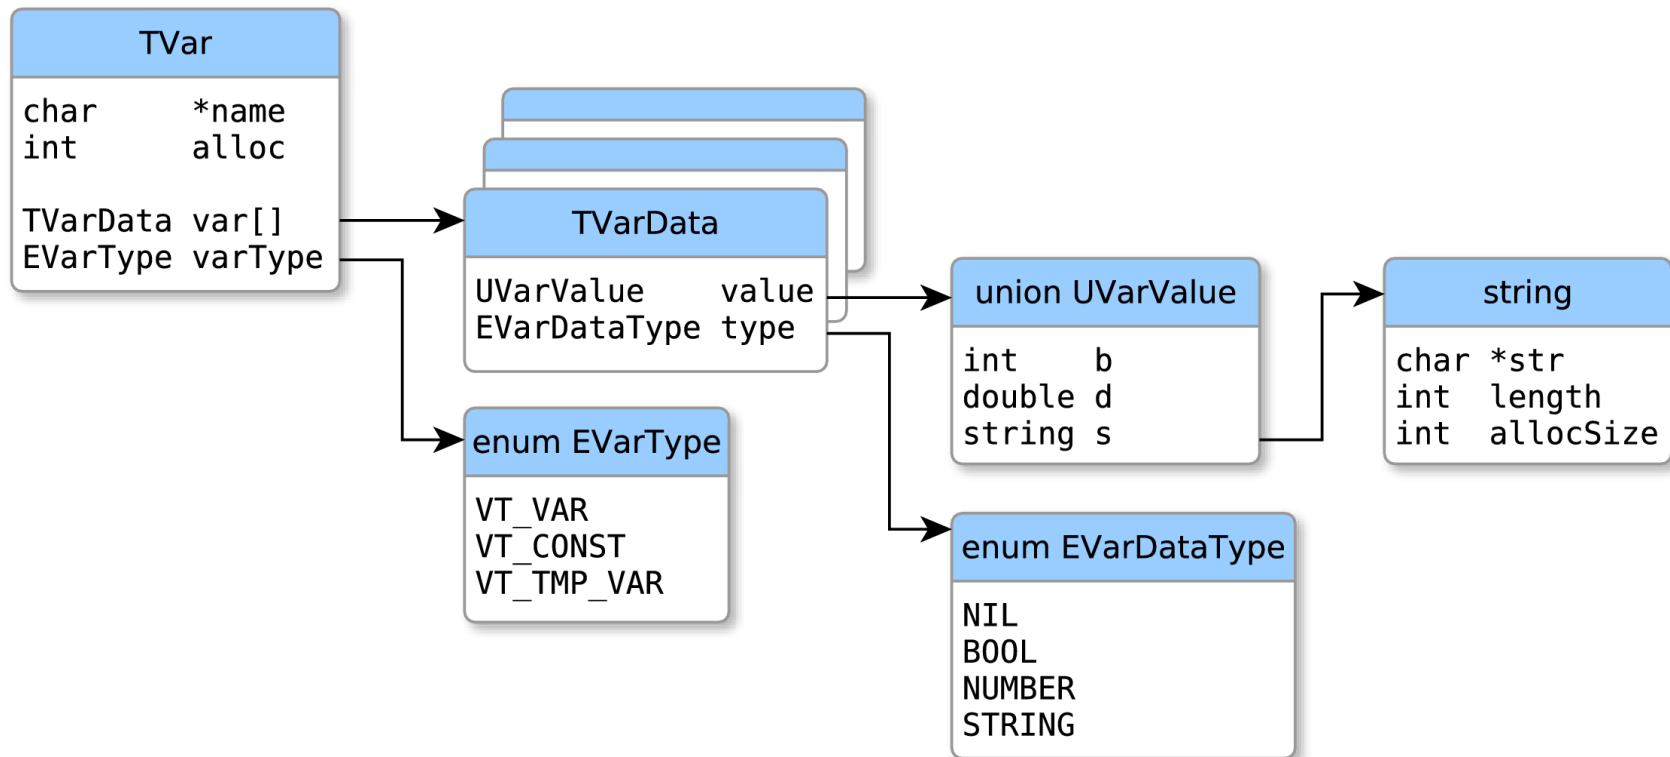 TVar
char *name
int alloc
TVarData var[]
EVarType varType
TVarData
UVarValue value
EVarDataType type
enum EVarType
VT_VAR
VT_CONST
VT_TMP_VAR
union UVarValue
int b
double d
string s
string
char *str
int length
int allocSize
enum EVarDataType
NIL
BOOL
NUMBER
STRING